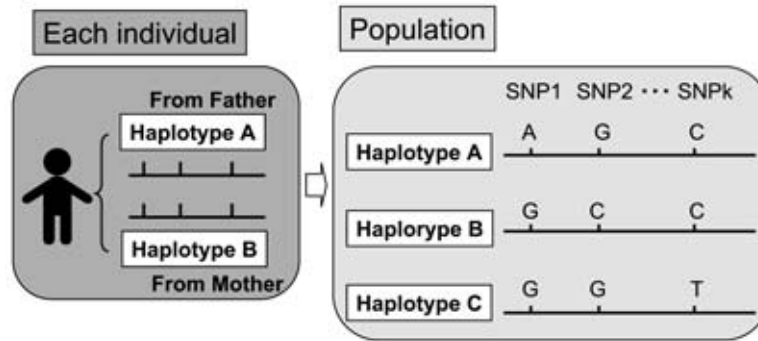 Each individual
From Father
Haplotype A
Haplotype B
From Mother
Population
SNP1 SNP2 ··· SNPk
Haplotype A A G C
Haplorype B G C C
Haplotype C G G T